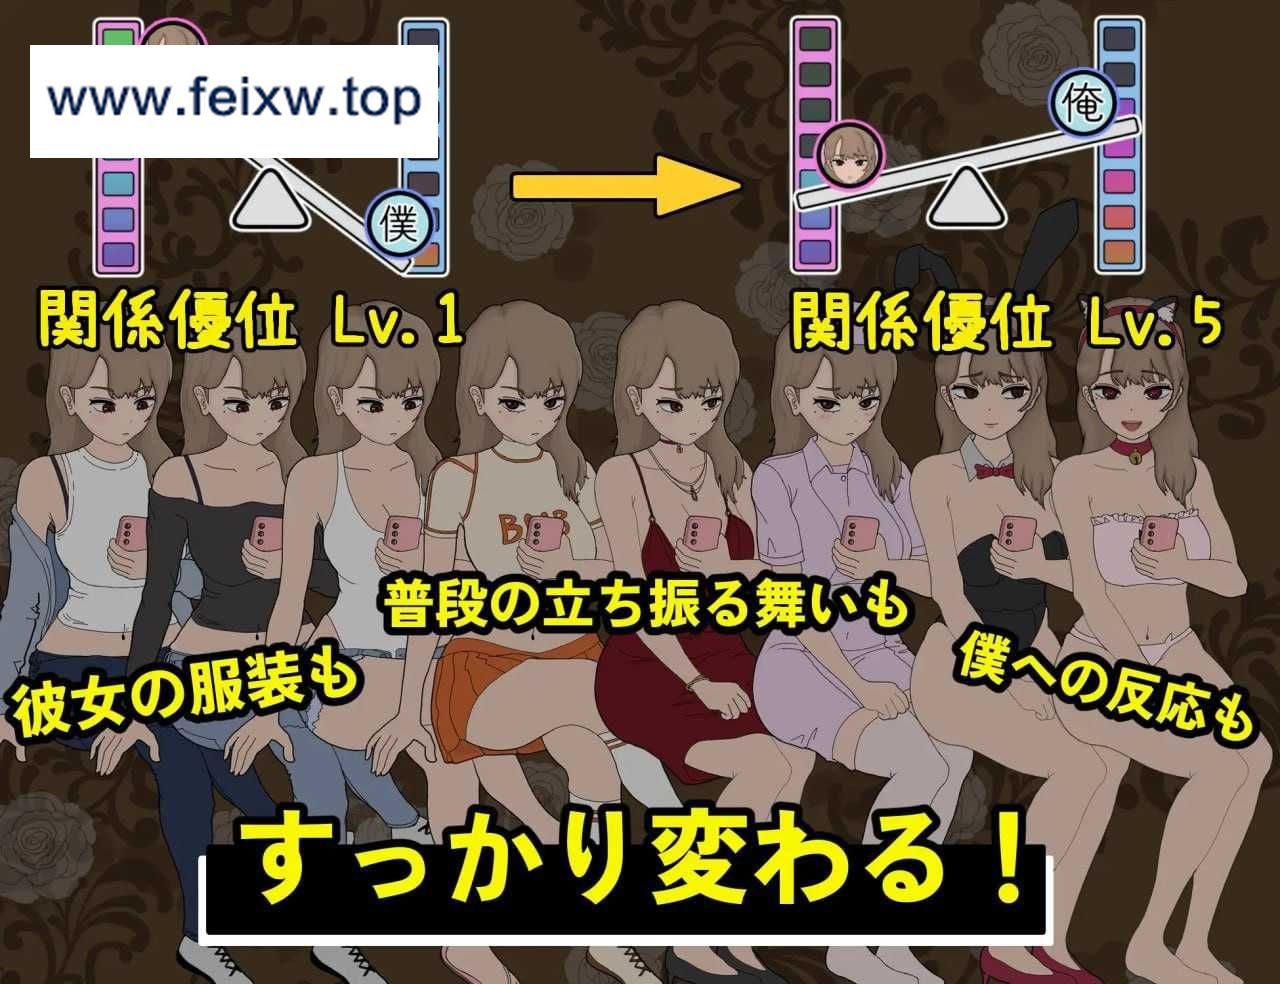 www.feixw.top
僕
俺
関係優位 Lv.1
関係優位 Lv.5
普段の立ち振る舞いも
彼女の服装も
僕への反応も
すっかり変わる！